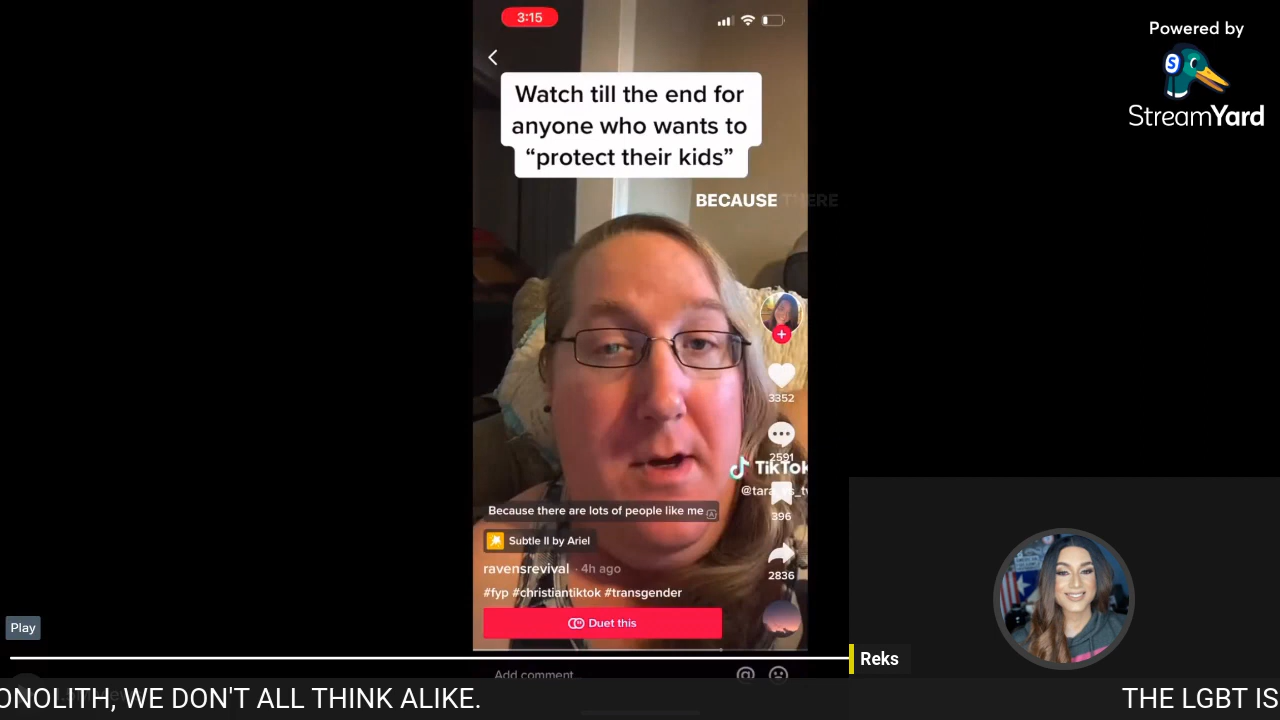 3:15
Powered by
StreamYard
Watch till the end for
anyone who wants to
“protect their kids”
BECAUSE THERE
3352
2591
TikTok
396
Because there are lots of people like me
Subtle II by Ariel
2836
ravensrevival · 4h ago
#fyp #christiantiktok #transgender
Duet this
Play
Reks
Add comment...
ONOLITH, WE DON'T ALL THINK ALIKE.
THE LGBT IS